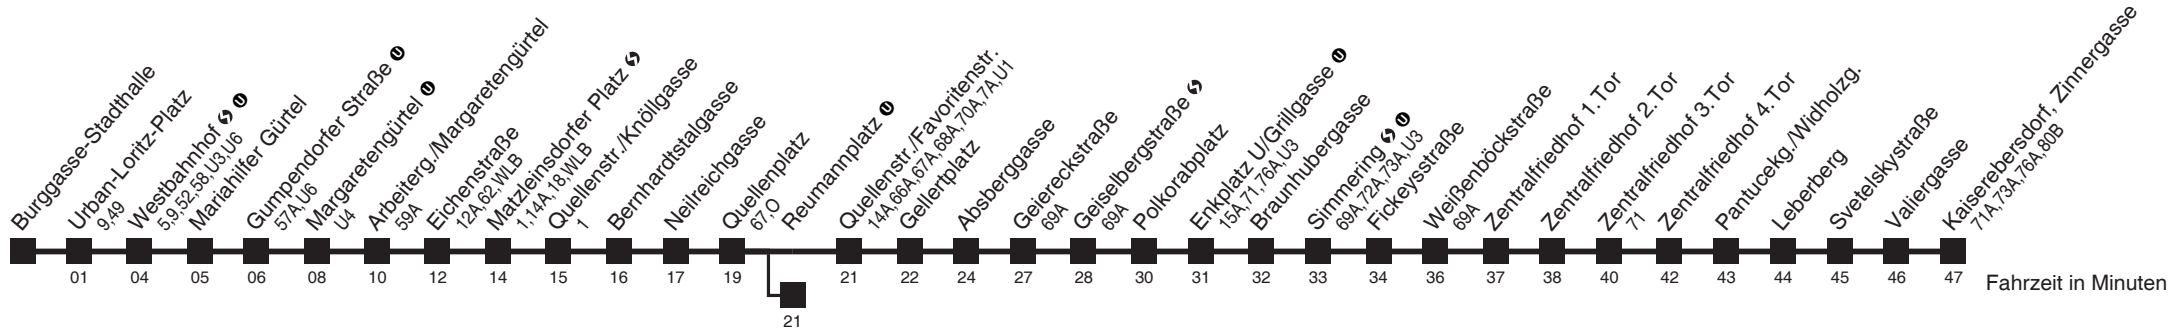 Burggasse-Stadthalle
Urban-Loritz-Platz
9,49
Westbahnhof S U
5,9,52,58,U3,U6
Mariahilfer Gürtel
Gumpendorfer Straße U
57A,U6
Margaretengürtel U
U4
Arbeiterg./Margaretengürtel
59A
Eichenstraße
12A,62,WLB
Matzleinsdorfer Platz S
1,14A,18,WLB
Quellenstr./Knöllgasse
1
Bernhardtstalgasse
Neilreichgasse
Quellenplatz
67,O
Reumannplatz U
Quellenstr./Favoritenstr.
14A,66A,67A,68A,70A,7A,U1
Gellertplatz
Absberggasse
Geiereckstraße
69A
Geiselbergstraße S
69A
Polkorabplatz
Enkplatz U/Grillgasse U
15A,71,76A,U3
Braunhubergasse
Simmering S U
69A,72A,73A,U3
Fickeysstraße
Weißenböckstraße
69A
Zentralfriedhof 1.Tor
Zentralfriedhof 2.Tor
Zentralfriedhof 3.Tor
71
Zentralfriedhof 4.Tor
Pantuckg./Widholzg.
Leberberg
Svetelskystraße
Valiergasse
Kaiserebersdorf, Zinnergasse
71A,73A,76A,80B
01 04 05 06 08 10 12 14 15 16 17 19 21 22 24 27 28 30 31 32 33 34 36 37 38 40 42 43 44 45 46 47 Fahrzeit in Minuten
21